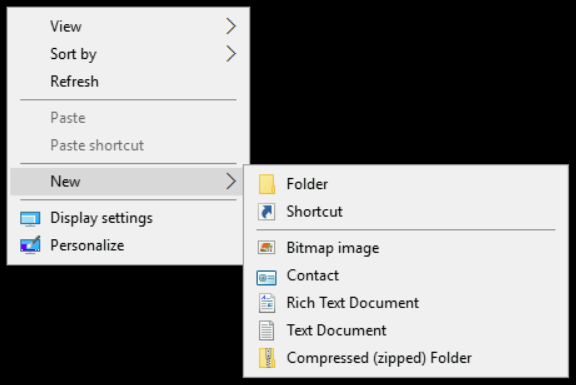 View
Sort by
Refresh
Paste
Paste shortcut
New
Display settings
Personalize
Folder
Shortcut
Bitmap image
Contact
Rich Text Document
Text Document
Compressed (zipped) Folder